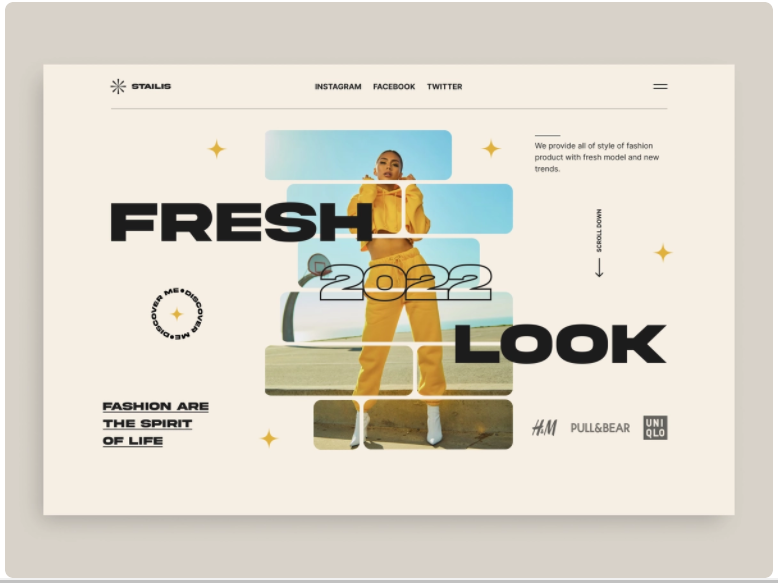 STAILIS
INSTAGRAM FACEBOOK TWITTER
We provide all of style of fashion
product with fresh model and new
trends.
SCROLL DOWN
FRESH
2022
LOOK
DISCOVER ME•DISCOVER ME•
FASHION ARE
THE SPIRIT
OF LIFE
H&M PULL&BEAR UNI
QLO